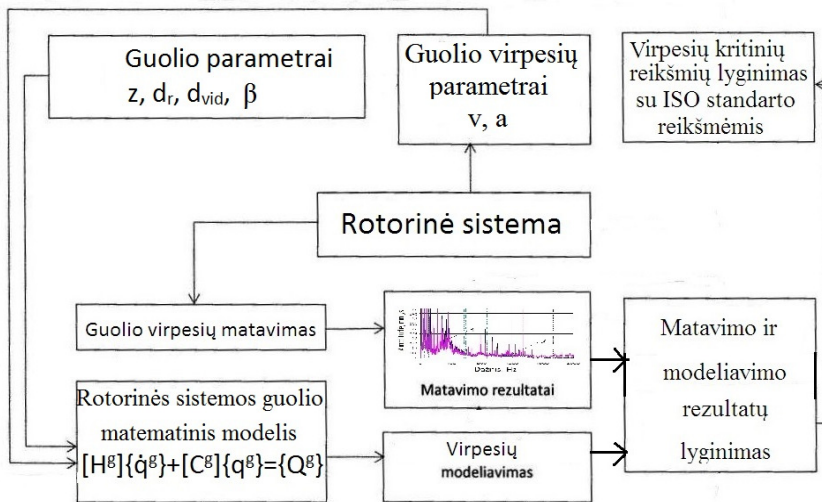 Guolio parametrai
z, dr, dvid, β
Guolio virpesių
parametrai
v, a
Virpesių kritinių
reikšmių lyginimas
su ISO standarto
reikšmėmis
Rotorinė sistema
Guolio virpesių matavimas
Dažnis, Hz
Matavimo rezultatai
Matavimo ir
modeliavimo
rezultatų
lyginimas
Rotorinės sistemos guolio
matematinis modelis
[Hᵍ]{q̇ᵍ}+[Cᵍ]{qᵍ}={Qᵍ}
Virpesių
modeliavimas